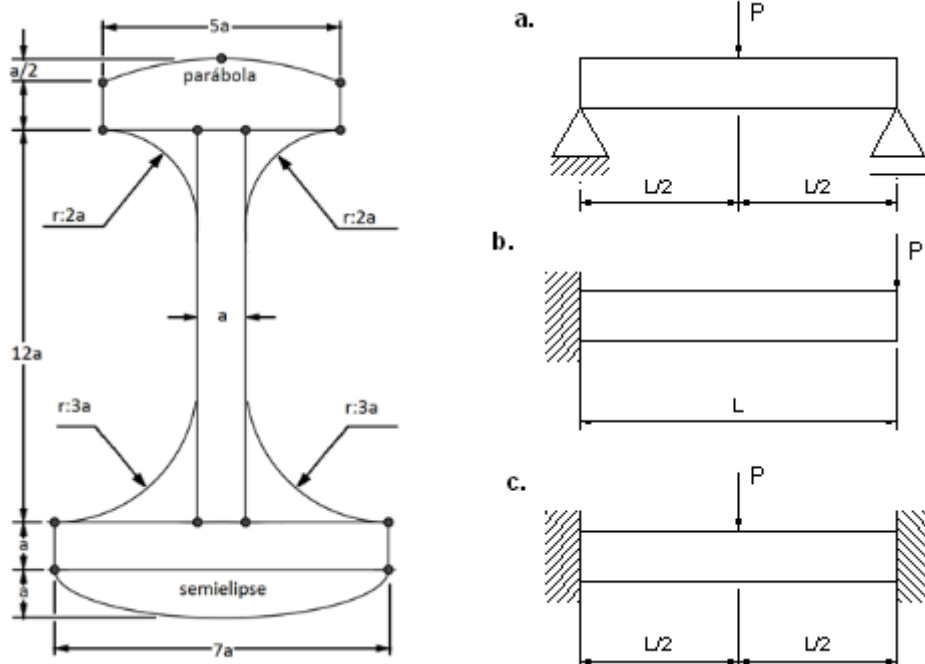 5a
a/2
parábola
r:2a
r:2a
a
12a
r:3a
r:3a
a
a
semielipse
7a
a.
P
L/2
L/2
b.
P
L
c.
P
L/2
L/2